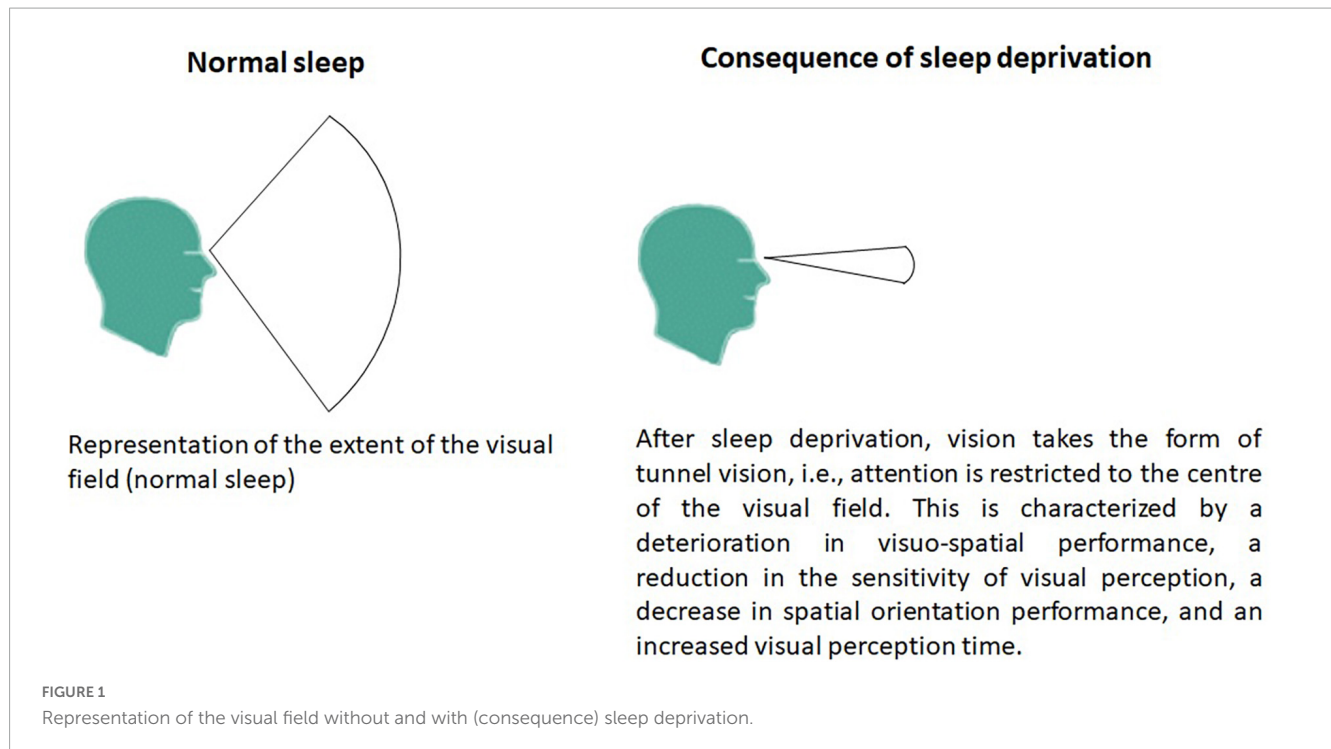 Normal sleep
Representation of the extent of the visual
field (normal sleep)
Consequence of sleep deprivation
After sleep deprivation, vision takes the form of
tunnel vision, i.e., attention is restricted to the centre
of the visual field. This is characterized by a
deterioration in visuo-spatial performance, a
reduction in the sensitivity of visual perception, a
decrease in spatial orientation performance, and an
increased visual perception time.
FIGURE 1
Representation of the visual field without and with (consequence) sleep deprivation.